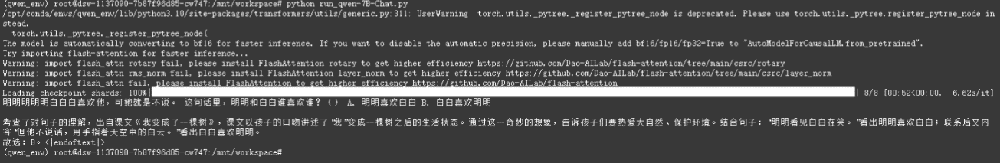 (qwen_env) root@dsw-1137090-7b87f96d85-cw747:/mnt/workspace# python run_qwen-7B-Chat.py
/opt/conda/envs/qwen_env/lib/python3.10/site-packages/transformers/utils/generic.py:311: UserWarning: torch.utils._pytree._register_pytree_node is deprecated. Please use torch.utils._pytree.register_pytree_node in
stead.
  torch.utils._pytree._register_pytree_node(
The model is automatically converting to bf16 for faster inference. If you want to disable the automatic precision, please manually add bf16/fp16/fp32=True to "AutoModelForCausalLM.from_pretrained".
Try importing flash-attention for faster inference...
Warning: import flash_attn rotary fail, please install FlashAttention rotary to get higher efficiency https://github.com/Dao-AILab/flash-attention/tree/main/csrc/rotary
Warning: import flash_attn rms_norm fail, please install FlashAttention layer_norm to get higher efficiency https://github.com/Dao-AILab/flash-attention/tree/main/csrc/layer_norm
Warning: import flash_attn fail, please install FlashAttention to get higher efficiency https://github.com/Dao-AILab/flash-attention
Loading checkpoint shards: 100%| | 8/8 [00:52<00:00,  6.62s/it]
明明明明明白白白喜欢他，可她就是不说。 这句话里，明明和白白谁喜欢谁？（） A. 明明喜欢白白 B. 白白喜欢明明
考查了对句子的理解，出自课文《我变成了一棵树》，课文以孩子的口吻讲述了“我”变成一棵树之后的生活状态。通过这一奇妙的想象，告诉孩子们要热爱大自然、保护环境。结合句子：“明明看见白白在笑。”看出明明喜欢白白；联系后文内
容“但他不说话，用手指着天空中的白云。”看出白白喜欢明明。
故选：B。<|endoftext|>
(qwen_env) root@dsw-1137090-7b87f96d85-cw747:/mnt/workspace#